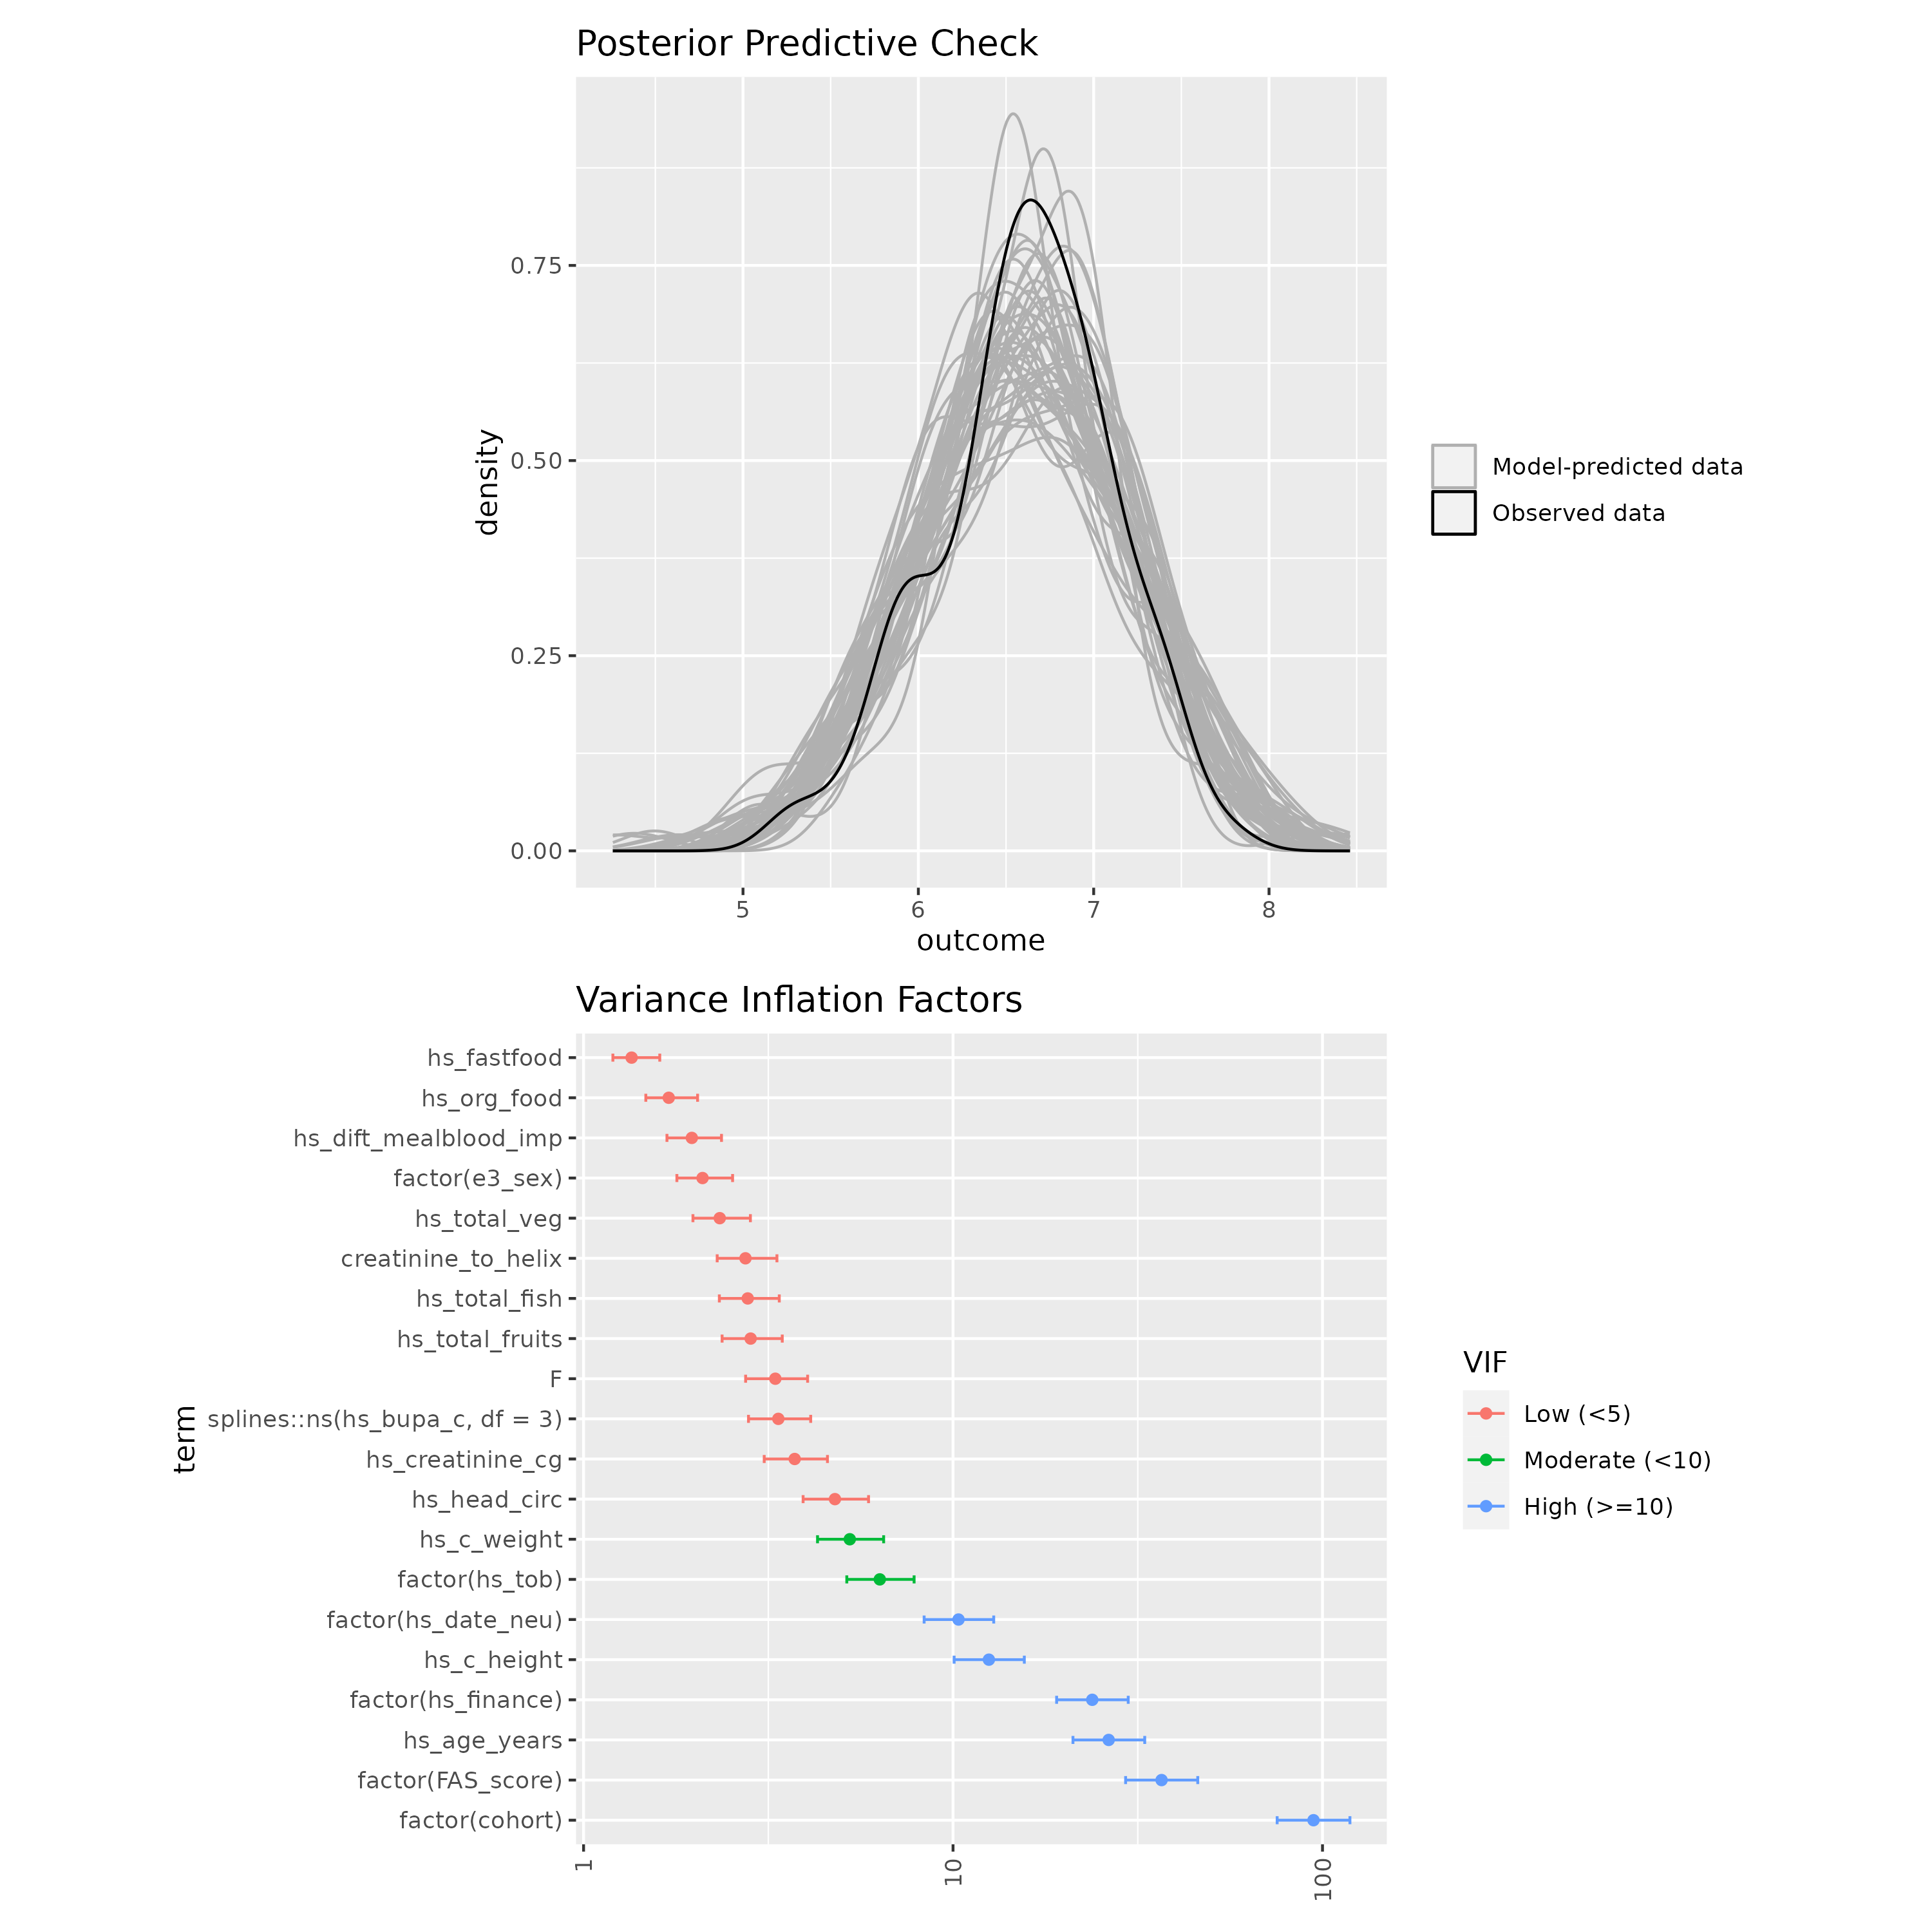 Posterior Predictive Check
density
0.75
0.50
0.25
0.00
5 6 7 8
outcome
Model-predicted data
Observed data
Variance Inflation Factors
term
hs_fastfood
hs_org_food
hs_dift_mealblood_imp
factor(e3_sex)
hs_total_veg
creatinine_to_helix
hs_total_fish
hs_total_fruits
F
splines::ns(hs_bupa_c, df = 3)
hs_creatinine_cg
hs_head_circ
hs_c_weight
factor(hs_tob)
factor(hs_date_neu)
hs_c_height
factor(hs_finance)
hs_age_years
factor(FAS_score)
factor(cohort)
1 10 100
VIF
Low (<5)
Moderate (<10)
High (>=10)